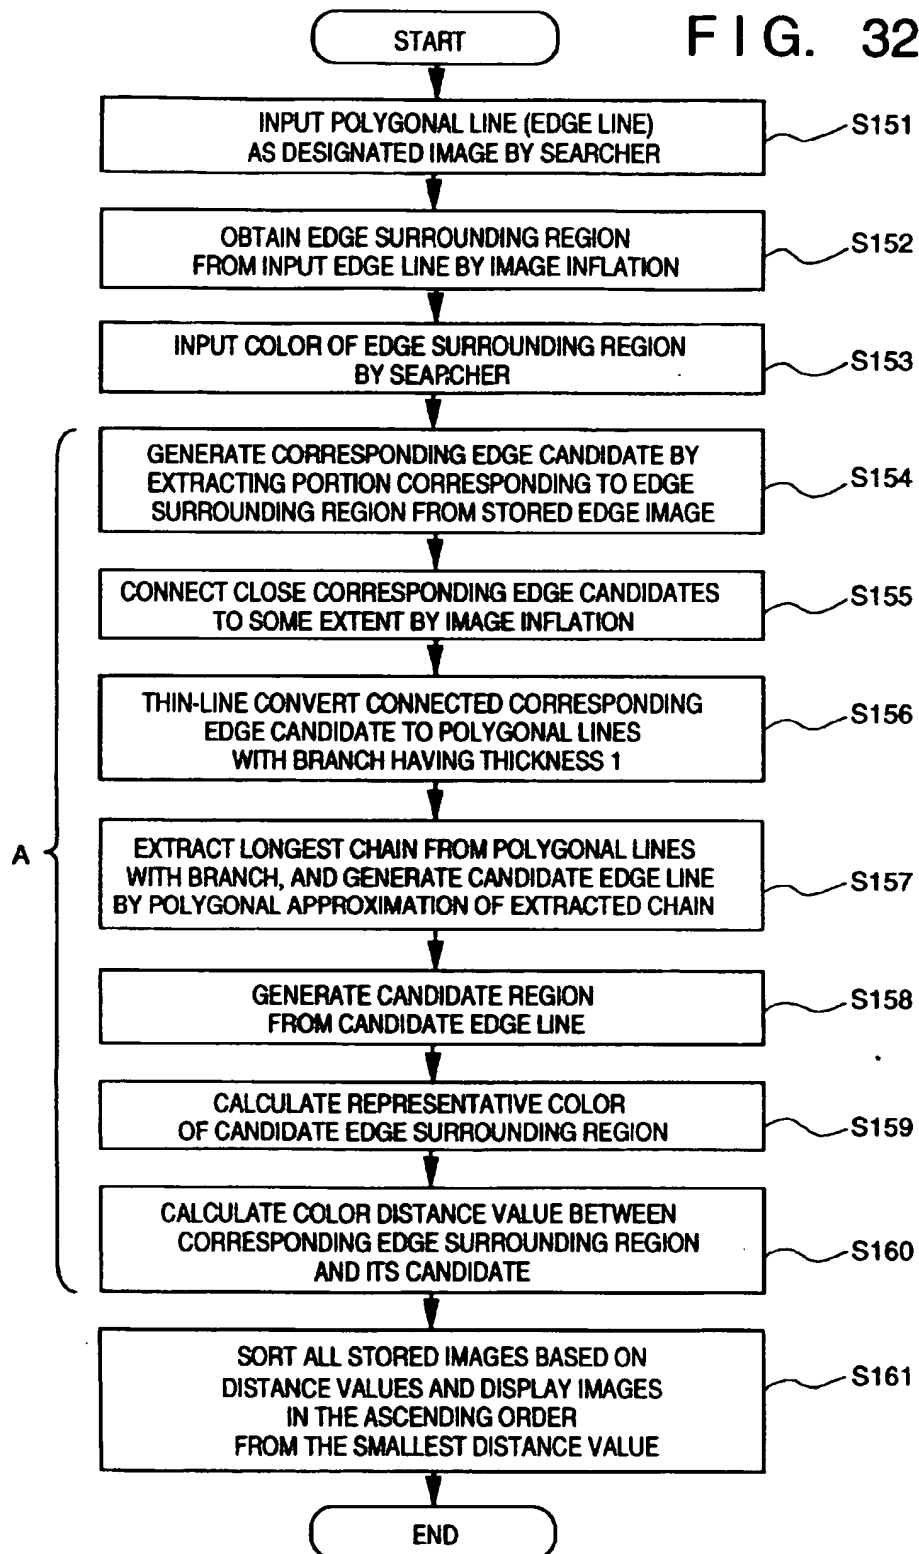 FIG. 32
START
INPUT POLYGONAL LINE (EDGE LINE)
AS DESIGNATED IMAGE BY SEARCHER
S151
OBTAIN EDGE SURROUNDING REGION
FROM INPUT EDGE LINE BY IMAGE INFLATION
S152
INPUT COLOR OF EDGE SURROUNDING REGION
BY SEARCHER
S153
GENERATE CORRESPONDING EDGE CANDIDATE BY
EXTRACTING PORTION CORRESPONDING TO EDGE
SURROUNDING REGION FROM STORED EDGE IMAGE
S154
CONNECT CLOSE CORRESPONDING EDGE CANDIDATES
TO SOME EXTENT BY IMAGE INFLATION
S155
THIN-LINE CONVERT CONNECTED CORRESPONDING
EDGE CANDIDATE TO POLYGONAL LINES
WITH BRANCH HAVING THICKNESS 1
S156
A
EXTRACT LONGEST CHAIN FROM POLYGONAL LINES
WITH BRANCH, AND GENERATE CANDIDATE EDGE LINE
BY POLYGONAL APPROXIMATION OF EXTRACTED CHAIN
S157
GENERATE CANDIDATE REGION
FROM CANDIDATE EDGE LINE
S158
CALCULATE REPRESENTATIVE COLOR
OF CANDIDATE EDGE SURROUNDING REGION
S159
CALCULATE COLOR DISTANCE VALUE BETWEEN
CORRESPONDING EDGE SURROUNDING REGION
AND ITS CANDIDATE
S160
SORT ALL STORED IMAGES BASED ON
DISTANCE VALUES AND DISPLAY IMAGES
IN THE ASCENDING ORDER
FROM THE SMALLEST DISTANCE VALUE
S161
END